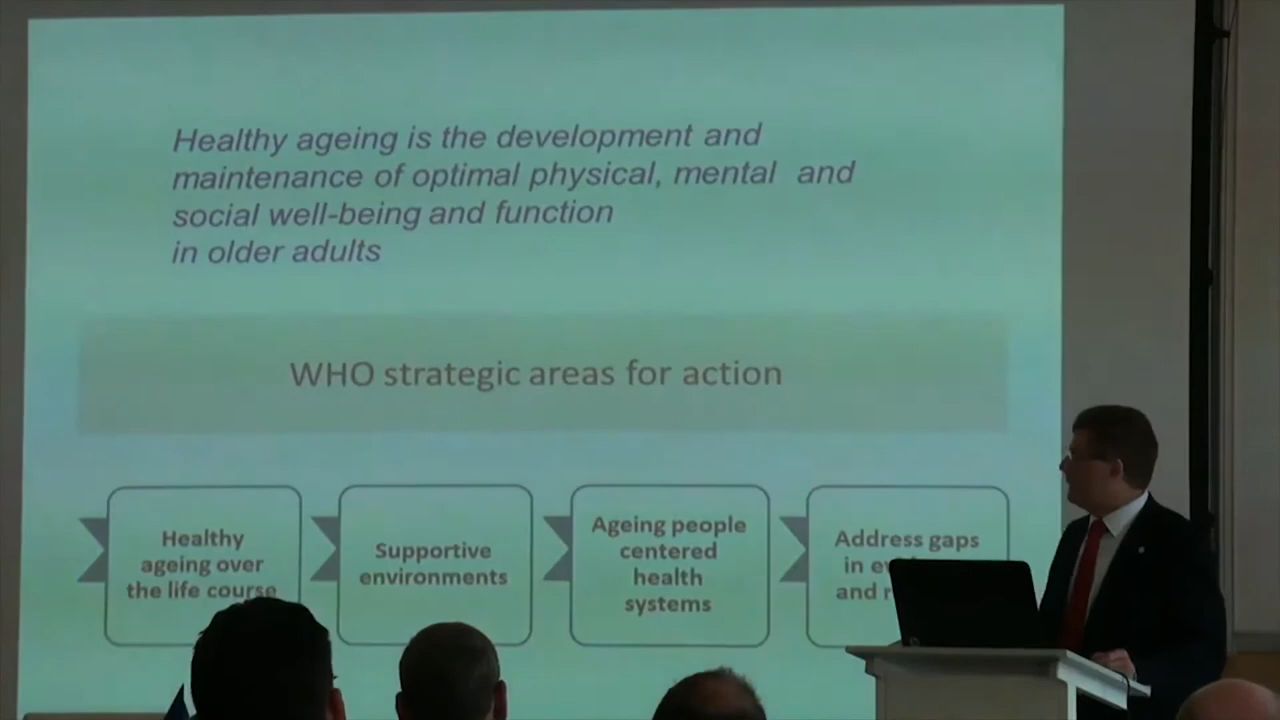 Healthy ageing is the development and
maintenance of optimal physical, mental and
social well-being and function
in older adults
WHO strategic areas for action
Healthy
ageing over
the life course
Supportive
environments
Ageing people
centered
health
systems
Address gaps
in
and